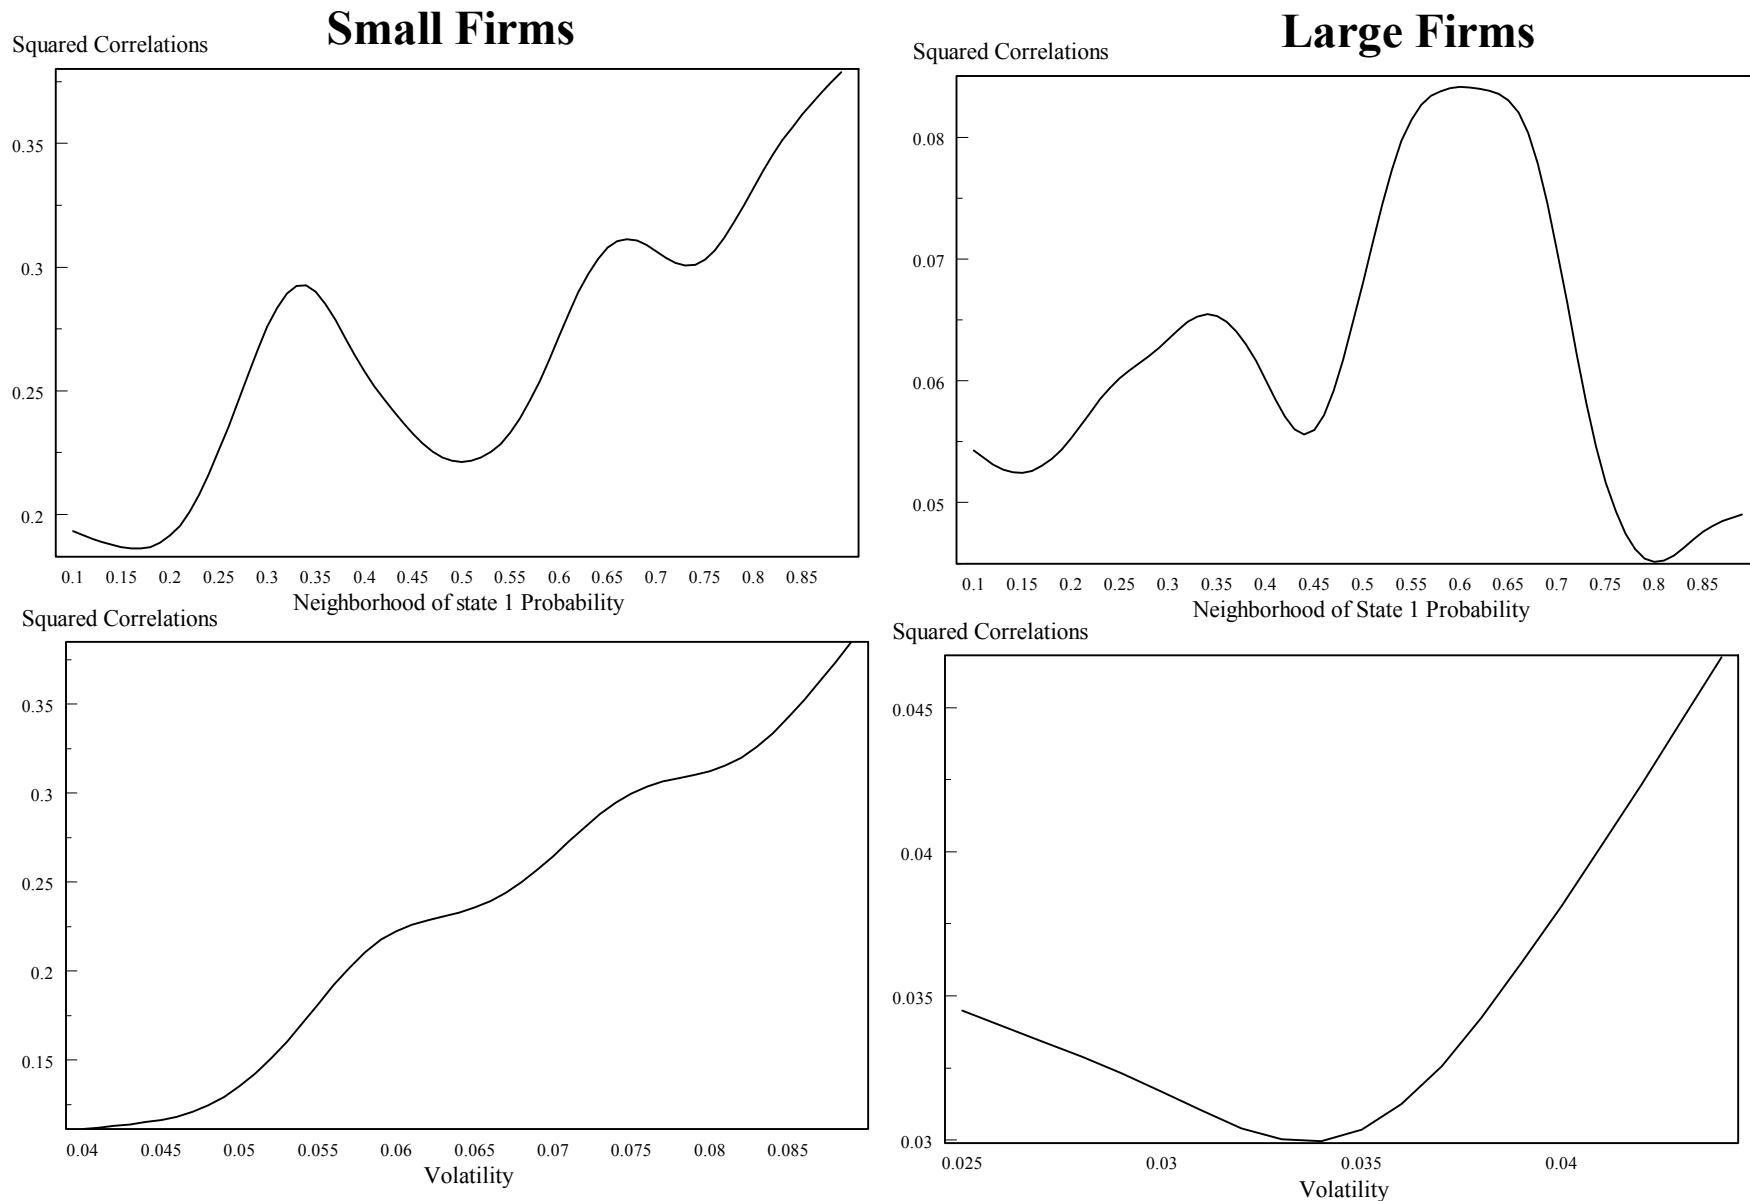 Small Firms
Squared Correlations
0.35
0.3
0.25
0.2
0.1 0.15 0.2 0.25 0.3 0.35 0.4 0.45 0.5 0.55 0.6 0.65 0.7 0.75 0.8 0.85
Neighborhood of state 1 Probability
Large Firms
Squared Correlations
0.08
0.07
0.06
0.05
0.1 0.15 0.2 0.25 0.3 0.35 0.4 0.45 0.5 0.55 0.6 0.65 0.7 0.75 0.8 0.85
Neighborhood of State 1 Probability
Squared Correlations
0.35
0.3
0.25
0.2
0.15
0.04 0.045 0.05 0.055 0.06 0.065 0.07 0.075 0.08 0.085
Volatility
Squared Correlations
0.045
0.04
0.035
0.03
0.025 0.03 0.035 0.04
Volatility